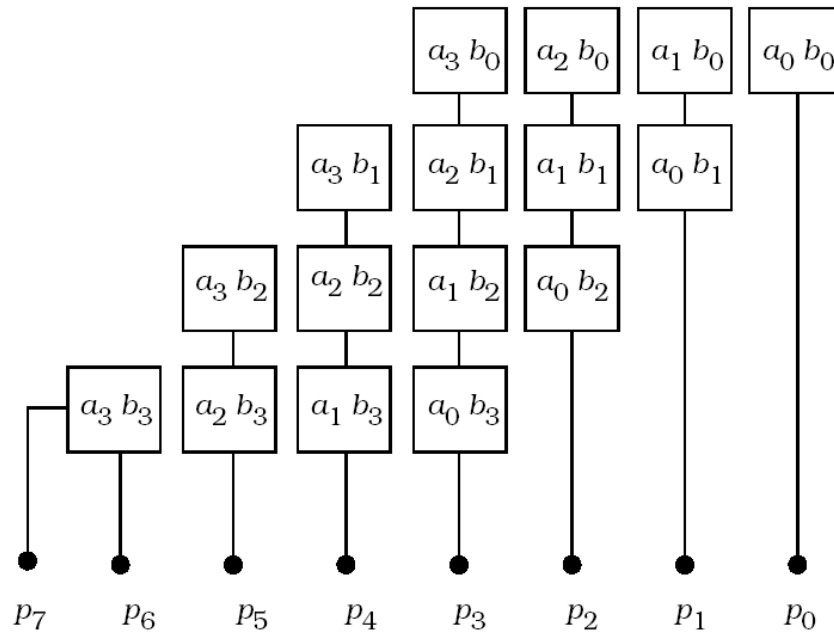 a₃ b₀ a₂ b₀ a₁ b₀ a₀ b₀
a₃ b₁ a₂ b₁ a₁ b₁ a₀ b₁
a₃ b₂ a₂ b₂ a₁ b₂ a₀ b₂
a₃ b₃ a₂ b₃ a₁ b₃ a₀ b₃
p₇ p₆ p₅ p₄ p₃ p₂ p₁ p₀